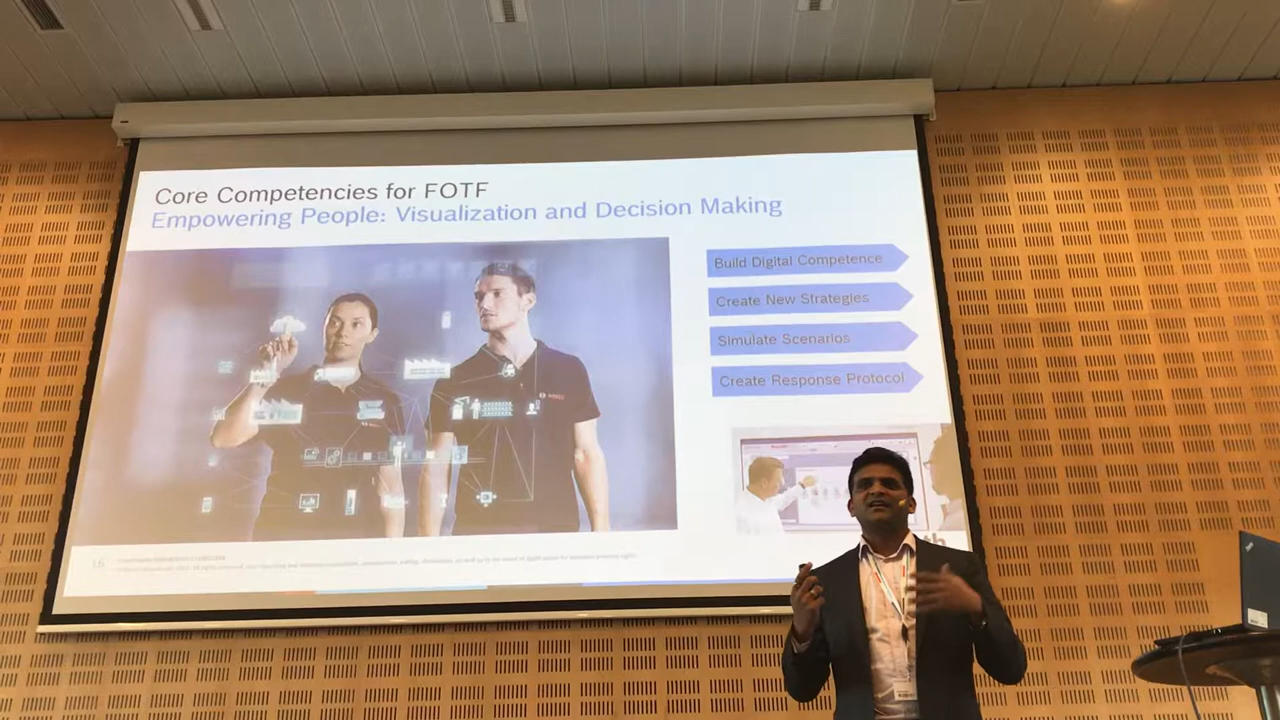 Core Competencies for FOTF
Empowering People: Visualization and Decision Making
Build Digital Competence
Create New Strategies
Simulate Scenarios
Create Response Protocol